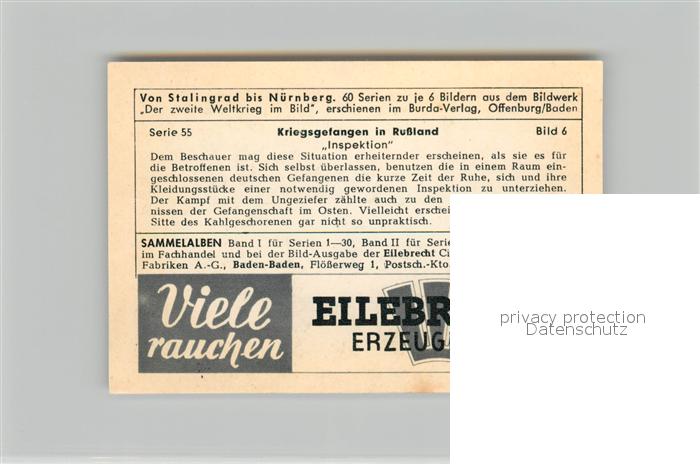 Von Stalingrad bis Nürnberg. 60 Serien zu je 6 Bildern aus dem Bildwerk
„Der zweite Weltkrieg im Bild", erschienen im Burda-Verlag, Offenburg/Baden
Serie 55 Kriegsgefangen in Rußland Bild 6
„Inspektion"
Dem Beschauer mag diese Situation erheiternder erscheinen, als sie es für
die Betroffenen ist. Sich selbst überlassen, benutzen die in einem Raum ein-
geschlossenen deutschen Gefangenen die kurze Zeit der Ruhe, sich und ihre
Kleidungsstücke einer notwendig gewordenen Inspektion zu unterziehen.
Der Kampf mit dem Ungeziefer zählte auch zu den
nissen der Gefangenschaft im Osten. Vielleicht erschei
Sitte des Kahlgeschorenen gar nicht so unpraktisch.
SAMMELALBEN Band I für Serien 1—30, Band II für Serie
im Fachhandel und bei der Bild-Ausgabe der Eilebrecht Ci
Fabriken A.-G., Baden-Baden, Flößerweg 1, Postsch.-Kto
Viele
rauchen
EILEBR
ERZEUG
privacy protection
Datenschutz